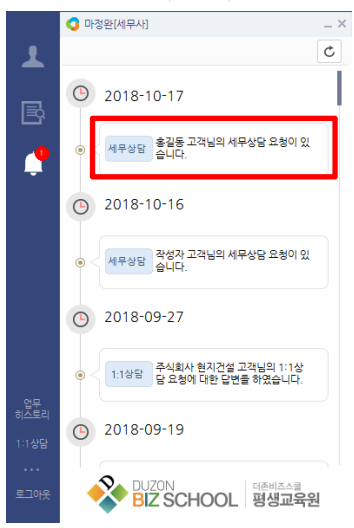 마정완[세무사]
2018-10-17
세무상담
홍길동 고객님의 세무상담 요청이 있
습니다.
1
2018-10-16
세무상담
작성자 고객님의 세무상담 요청이 있
습니다.
2018-09-27
1:1상담
주식회사 현지건설 고객님의 1:1상
담 요청에 대한 답변를 하였습니다.
2018-09-19
업무
히스토리
1:1상담
로그아웃
DUZON
BIZ SCHOOL
더존비즈스쿨
평생교육원